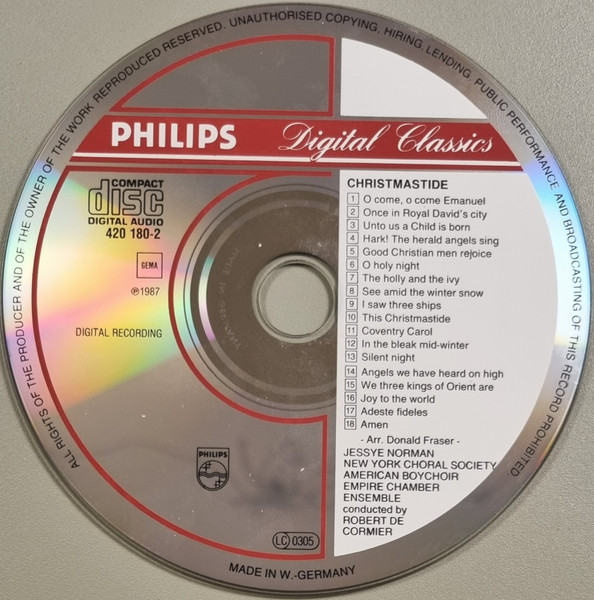 ALL RIGHTS OF THE PRODUCER AND OF THE OWNER OF THE WORK REPRODUCED RESERVED. UNAUTHORISED COPYING, HIRING, LENDING, PUBLIC PERFORMANCE AND BROADCASTING OF THIS RECORD PROHIBITED
PHILIPS Digital Classics
COMPACT
disc
DIGITAL AUDIO
420 180-2
GEMA
℗1987
DIGITAL RECORDING
PHILIPS
LC 0305
CHRISTMASTIDE
1 O come, o come Emanuel
2 Once in Royal David's city
3 Unto us a Child is born
4 Hark! The herald angels sing
5 Good Christian men rejoice
6 O holy night
7 The holly and the ivy
8 See amid the winter snow
9 I saw three ships
10 This Christmastide
11 Coventry Carol
12 In the bleak mid-winter
13 Silent night
14 Angels we have heard on high
15 We three kings of Orient are
16 Joy to the world
17 Adeste fideles
18 Amen
- Arr. Donald Fraser -
JESSYE NORMAN
NEW YORK CHORAL SOCIETY
AMERICAN BOYCHOIR
EMPIRE CHAMBER
ENSEMBLE
conducted by
ROBERT DE
CORMIER
MADE IN W.-GERMANY